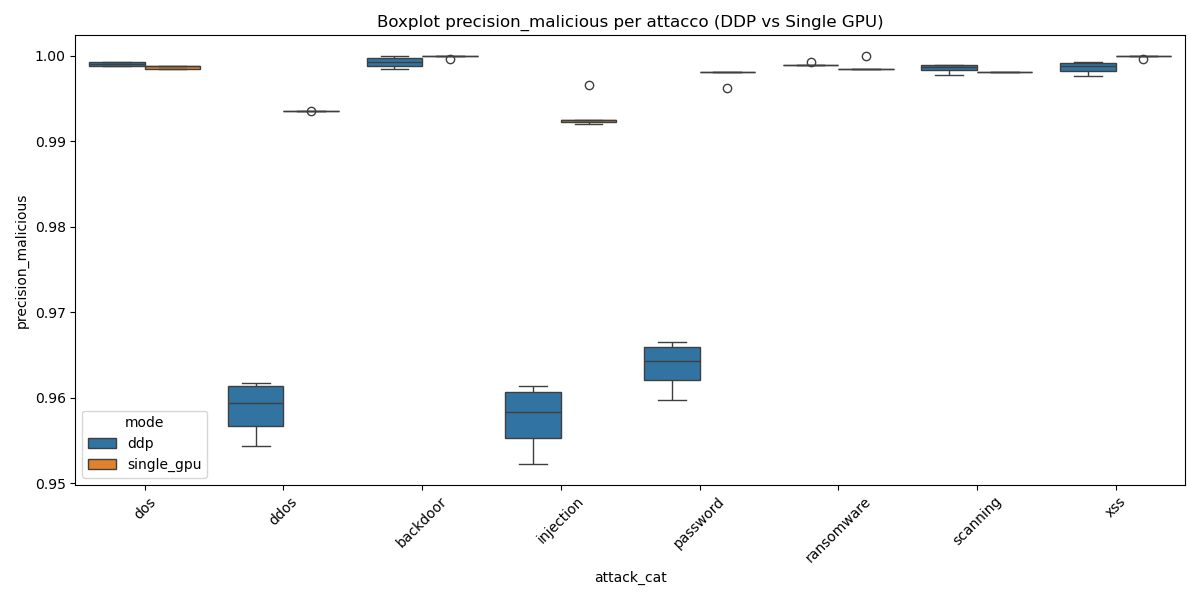 Boxplot precision_malicious per attacco (DDP vs Single GPU)
precision_malicious
1.00
0.99
0.98
0.97
0.96
0.95
mode
ddp
single_gpu
dos
ddos
backdoor
injection
password
ransomware
scanning
xss
attack_cat